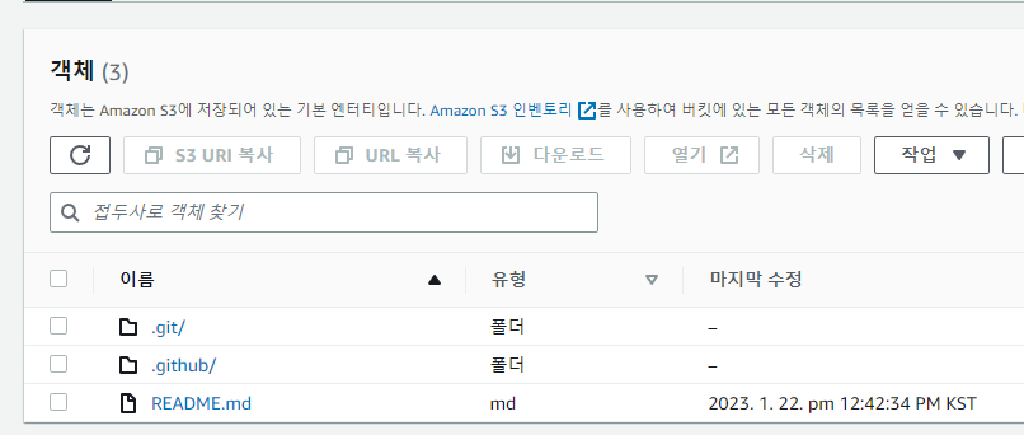 객체 (3)
객체는 Amazon S3에 저장되어 있는 기본 엔터티입니다. Amazon S3 인벤토리 를 사용하여 버킷에 있는 모든 객체의 목록을 얻을 수 있습니다.
S3 URI 복사 URL 복사 다운로드 열기 삭제 작업
접두사로 객체 찾기
이름 유형 마지막 수정
.git/ 폴더 –
.github/ 폴더 –
README.md md 2023. 1. 22. pm 12:42:34 PM KST